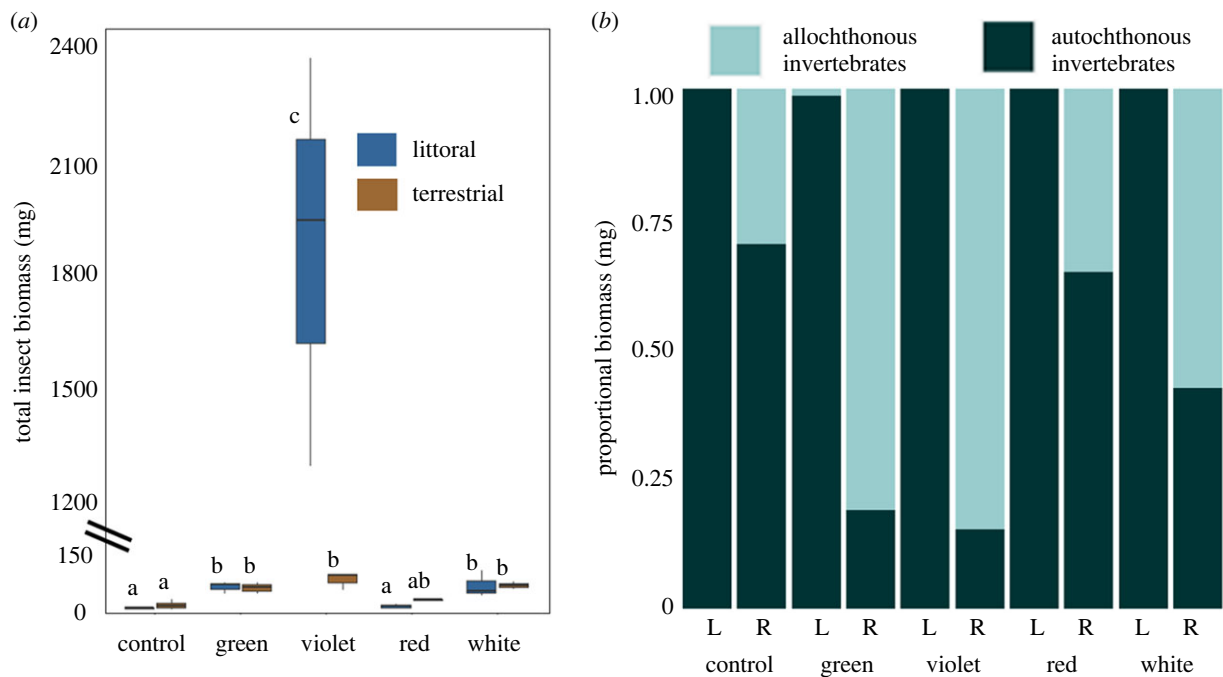 (a)
total insect biomass (mg)
2400
2100
1800
1500
1200
150
0
c
littoral
terrestrial
a
a
b
b
b
a
ab
b
b
control
green
violet
red
white
(b)
allochthonous
invertebrates
autochthonous
invertebrates
proportional biomass (mg)
1.00
0.75
0.50
0.25
0
L R L R L R L R L R
control
green
violet
red
white